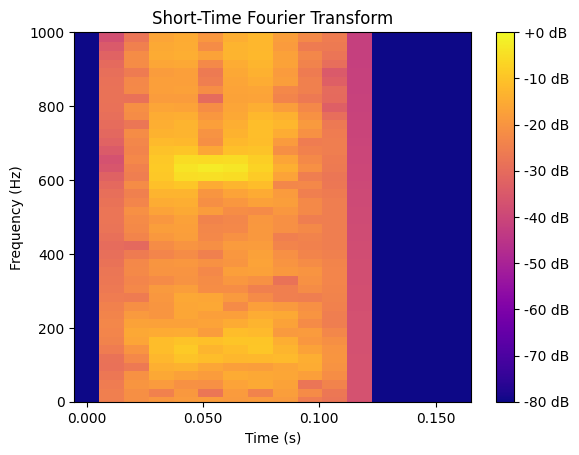 Short-Time Fourier Transform
1000
800
600
400
200
0
Frequency (Hz)
0.000
0.050
0.100
0.150
Time (s)
+0 dB
-10 dB
-20 dB
-30 dB
-40 dB
-50 dB
-60 dB
-70 dB
-80 dB